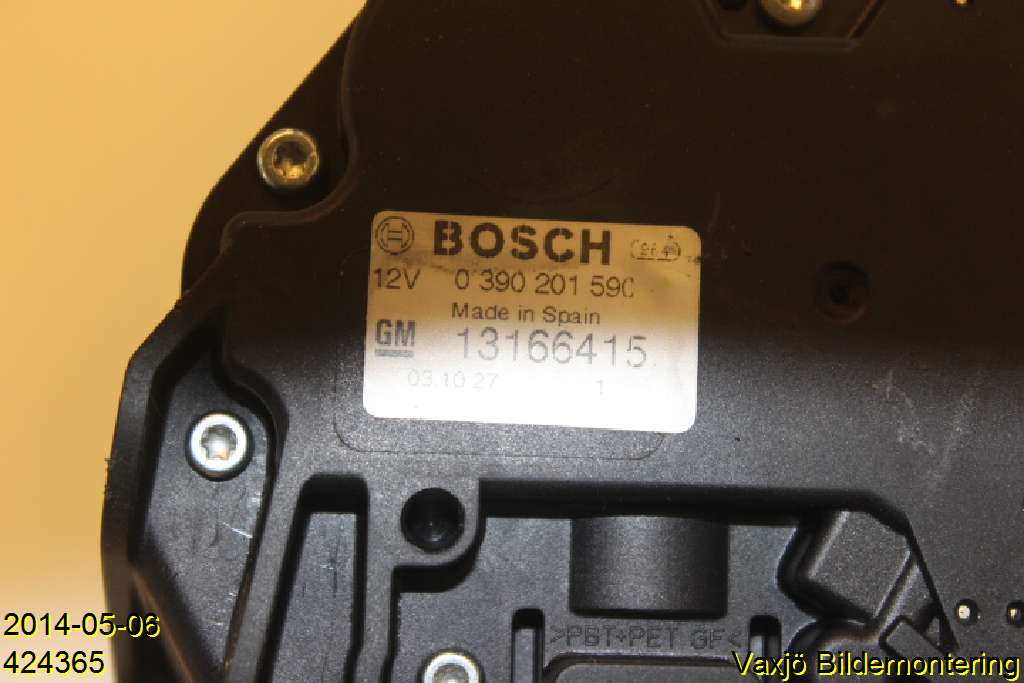 BOSCH
12V 0 390 201 590
Made in Spain
GM 13166415
03.10.27 1
>PBT+PET GF<
2014-05-06
424365
Vaxjö Bildemontering